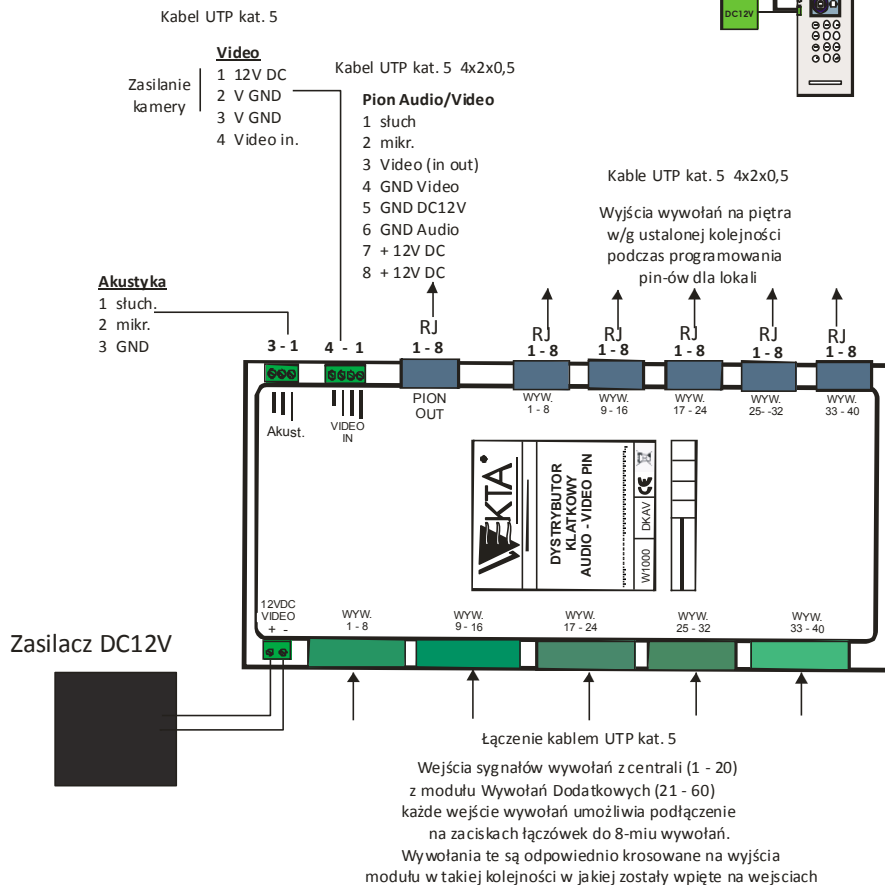 Kabel UTP kat. 5
DC12V
Video
1 12V DC
2 V GND
3 V GND
4 Video in.
Zasilanie
kamery
Kabel UTP kat. 5 4x2x0,5
Pion Audio/Video
1 słuch
2 mikr.
3 Video (in out)
4 GND Video
5 GND DC12V
6 GND Audio
7 + 12V DC
8 + 12V DC
Kable UTP kat. 5 4x2x0,5
Wyjścia wywołań na piętra
w/g ustalonej kolejności
podczas programowania
pin-ów dla lokali
Akustyka
1 słuch.
2 mikr.
3 GND
3 - 1
4 - 1
RJ
1 - 8
RJ
1 - 8
RJ
1 - 8
RJ
1 - 8
RJ
1 - 8
RJ
1 - 8
Akust.
VIDEO
IN
PION
OUT
WYW.
1 - 8
WYW.
9 - 16
WYW.
17 - 24
WYW.
25- -32
WYW.
33 - 40
KTA
DYSTRYBUTOR
KLATKOWY
AUDIO - VIDEO PIN
W1000 DKAV CE
12VDC
VIDEO
+ -
WYW.
1 - 8
WYW.
9 - 16
WYW.
17 - 24
WYW.
25 - 32
WYW.
33 - 40
Zasilacz DC12V
Łączenie kablem UTP kat. 5
Wejścia sygnałów wywołań z centrali (1 - 20)
z modułu Wywołań Dodatkowych (21 - 60)
każde wejście wywołań umożliwia podłączenie
na zaciskach łączówek do 8-miu wywołań.
Wywołania te są odpowiednio krosowane na wyjścia
modułu w takiej kolejności w jakiej zostały wpięte na wejsciach